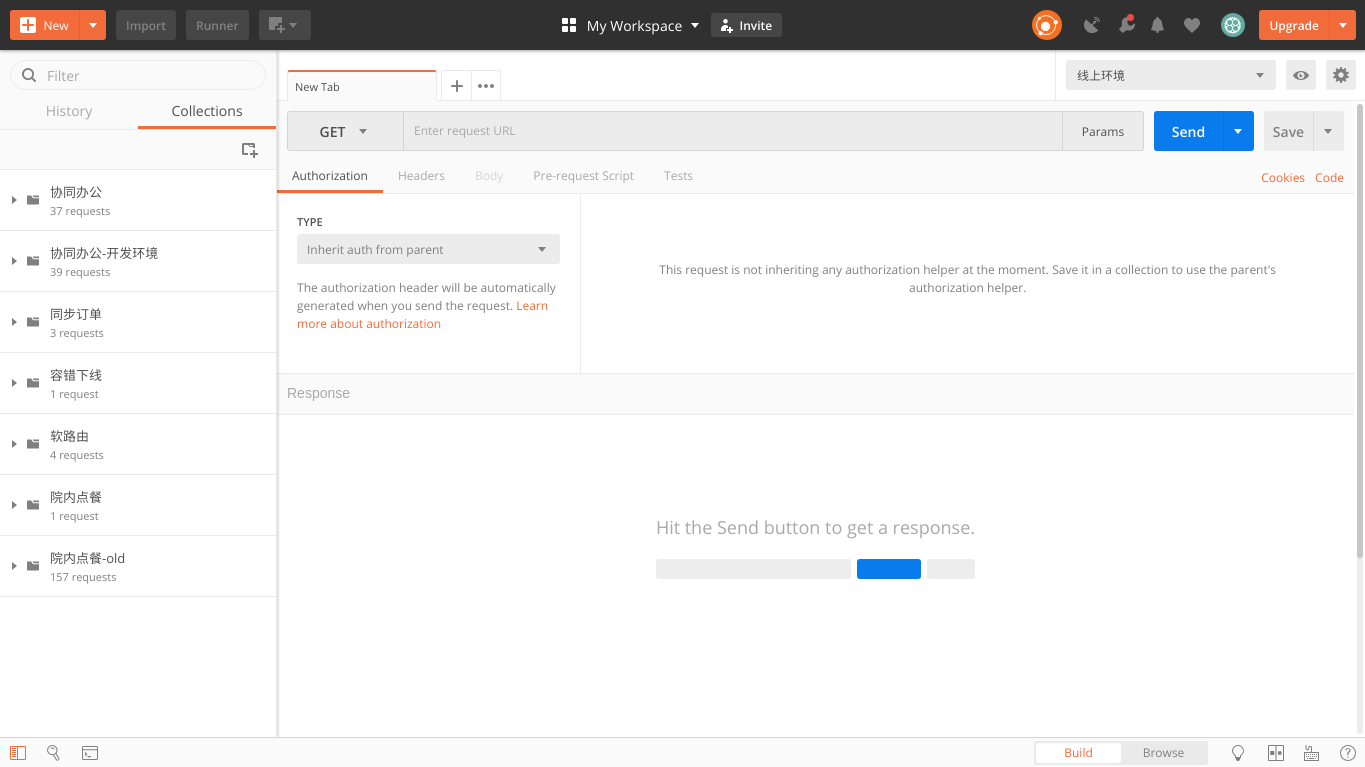 New
Import
Runner
My Workspace
Invite
Upgrade
Filter
History
Collections
协同办公
37 requests
协同办公-开发环境
39 requests
同步订单
3 requests
容错下线
1 request
软路由
4 requests
院内点餐
1 request
院内点餐-old
157 requests
New Tab
线上环境
GET
Enter request URL
Params
Send
Save
Authorization
Headers
Body
Pre-request Script
Tests
Cookies
Code
TYPE
Inherit auth from parent
The authorization header will be automatically
generated when you send the request. Learn
more about authorization
This request is not inheriting any authorization helper at the moment. Save it in a collection to use the parent's
authorization helper.
Response
Hit the Send button to get a response.
Build
Browse